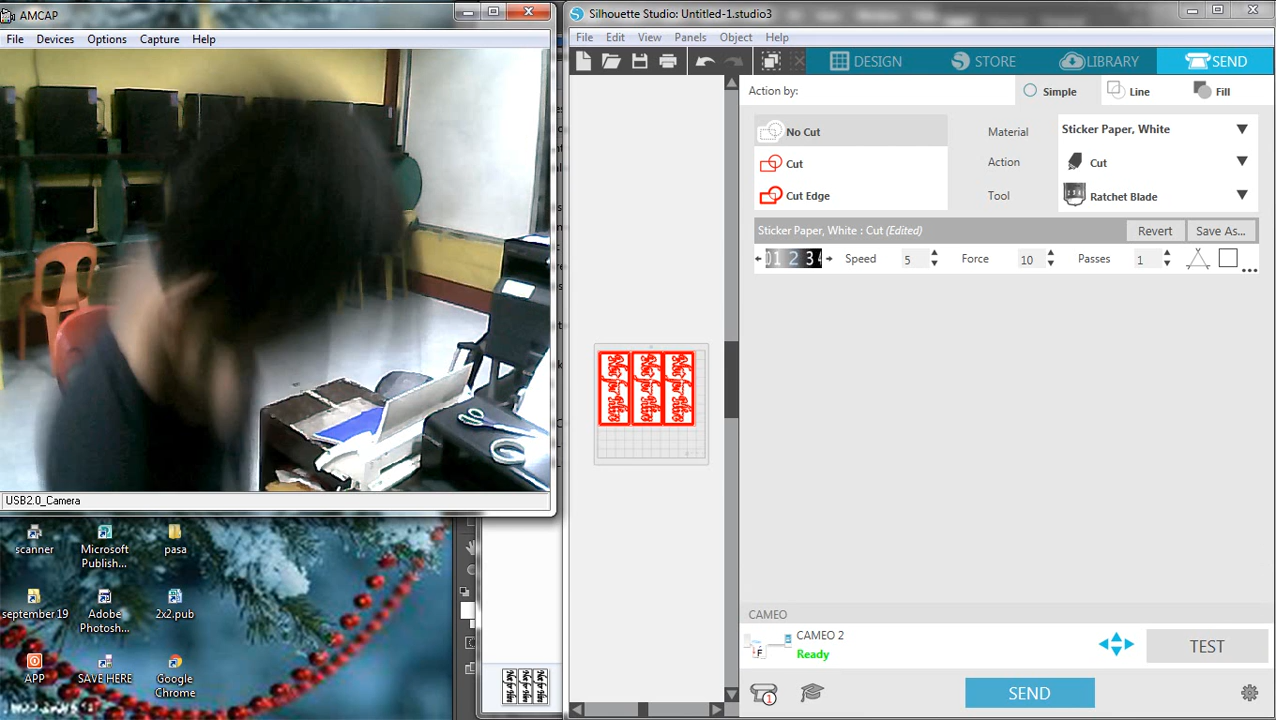 AMCAP
File Devices Options Capture Help
USB2.0_Camera
scanner
Microsoft
Publish...
pasa
september 19
Adobe
Photosh...
2x2.pub
APP
SAVE HERE
Google
Chrome
Silhouette Studio: Untitled-1.studio3
File Edit View Panels Object Help
DESIGN STORE LIBRARY SEND
Action by: Simple Line Fill
No Cut
Cut
Cut Edge
Material Sticker Paper, White
Action Cut
Tool Ratchet Blade
Sticker Paper, White : Cut (Edited) Revert Save As...
01 2 3 4 Speed 5 Force 10 Passes 1
CAMEO
CAMEO 2
Ready
TEST
SEND